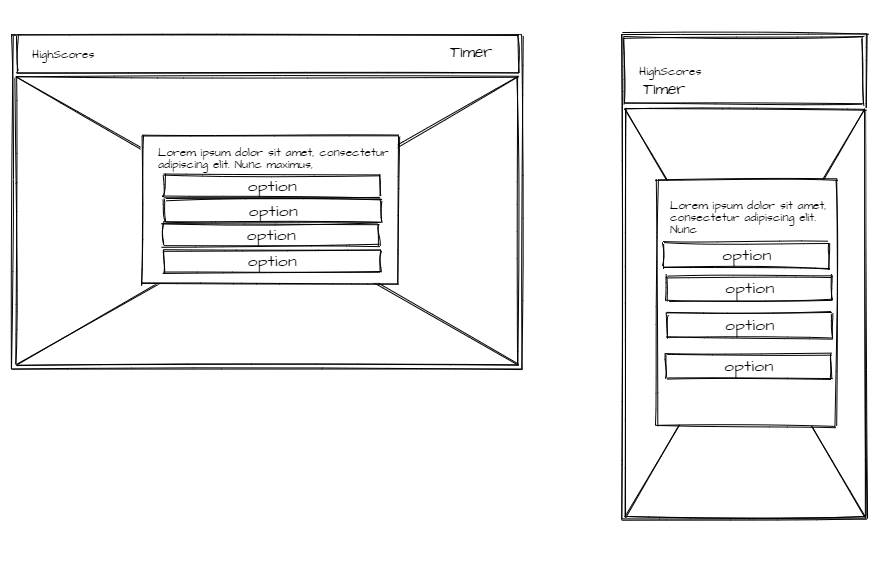 HighScores
Timer
Lorem ipsum dolor sit amet, consectetur
adipiscing elit. Nunc maximus,
option
option
option
option
HighScores
Timer
Lorem ipsum dolor sit amet,
consectetur adipiscing elit.
Nunc
option
option
option
option